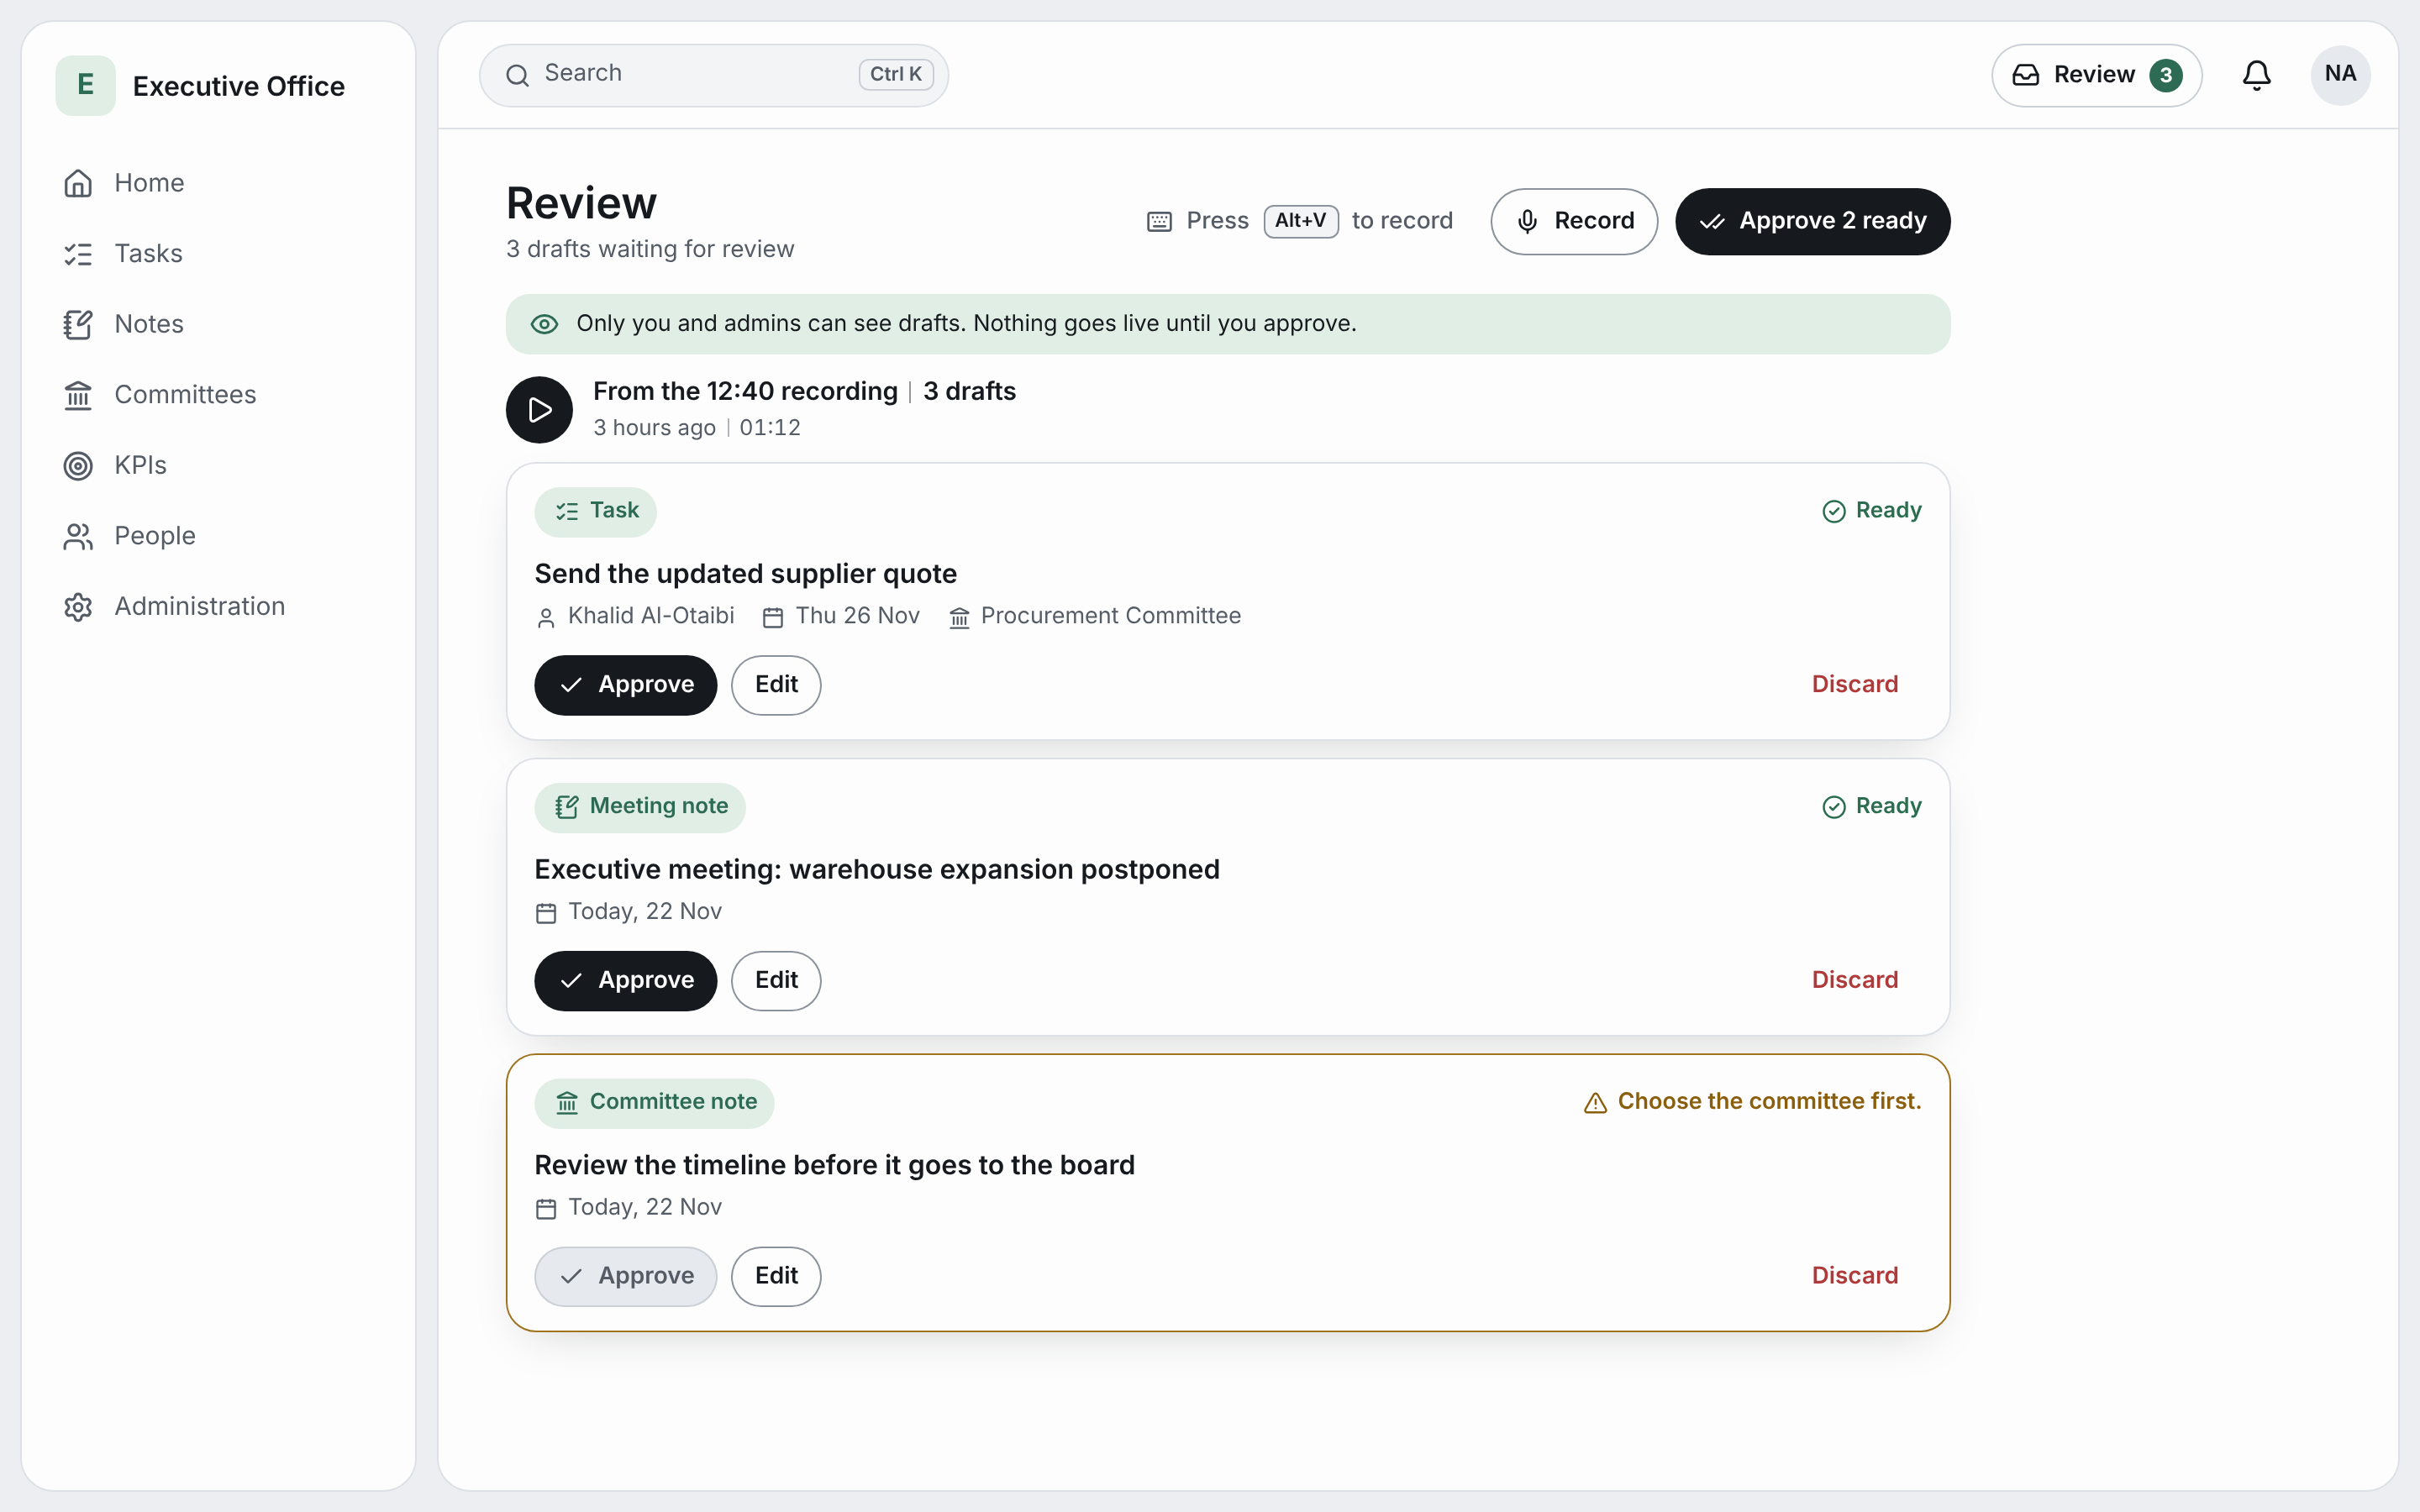 E Executive Office
Home
Tasks
Notes
Committees
KPIs
People
Administration
Search Ctrl K
Review 3
NA
Review
3 drafts waiting for review
Press Alt+V to record
Record
Approve 2 ready
Only you and admins can see drafts. Nothing goes live until you approve.
From the 12:40 recording | 3 drafts
3 hours ago | 01:12
Task
Ready
Send the updated supplier quote
Khalid Al-Otaibi Thu 26 Nov Procurement Committee
Approve Edit Discard
Meeting note
Ready
Executive meeting: warehouse expansion postponed
Today, 22 Nov
Approve Edit Discard
Committee note
Choose the committee first.
Review the timeline before it goes to the board
Today, 22 Nov
Approve Edit Discard